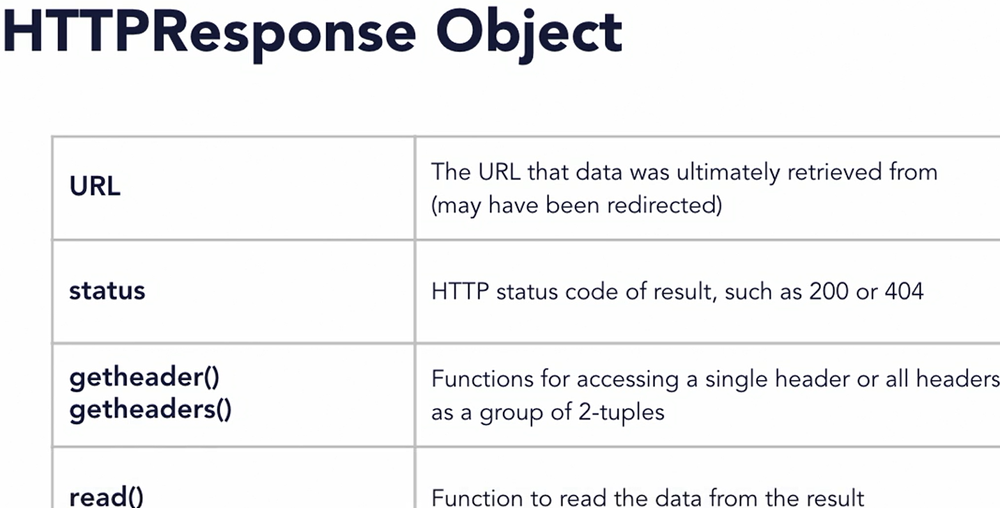 HTTPResponse Object
URL
The URL that data was ultimately retrieved from
(may have been redirected)
status
HTTP status code of result, such as 200 or 404
getheader()
getheaders()
Functions for accessing a single header or all headers
as a group of 2-tuples
read()
Function to read the data from the result